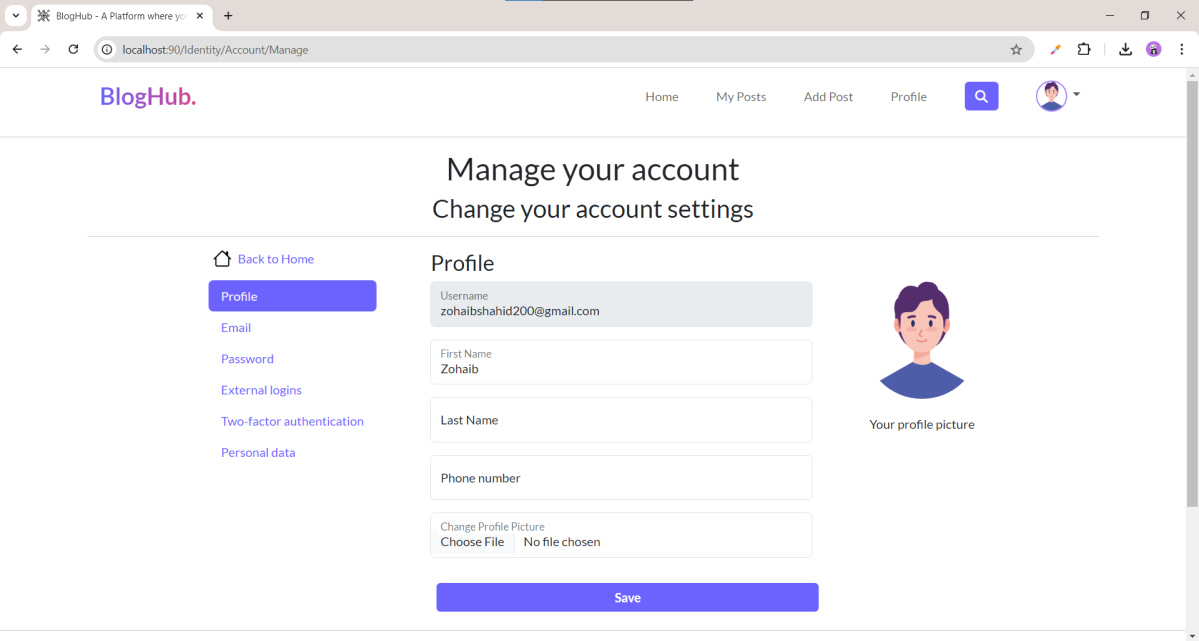 BlogHub - A Platform where yo
localhost:90/Identity/Account/Manage
BlogHub.
Home My Posts Add Post Profile
Manage your account
Change your account settings
Back to Home
Profile
Email
Password
External logins
Two-factor authentication
Personal data
Profile
Username
zohaibshahid200@gmail.com
First Name
Zohaib
Last Name
Phone number
Change Profile Picture
Choose File No file chosen
Save
Your profile picture